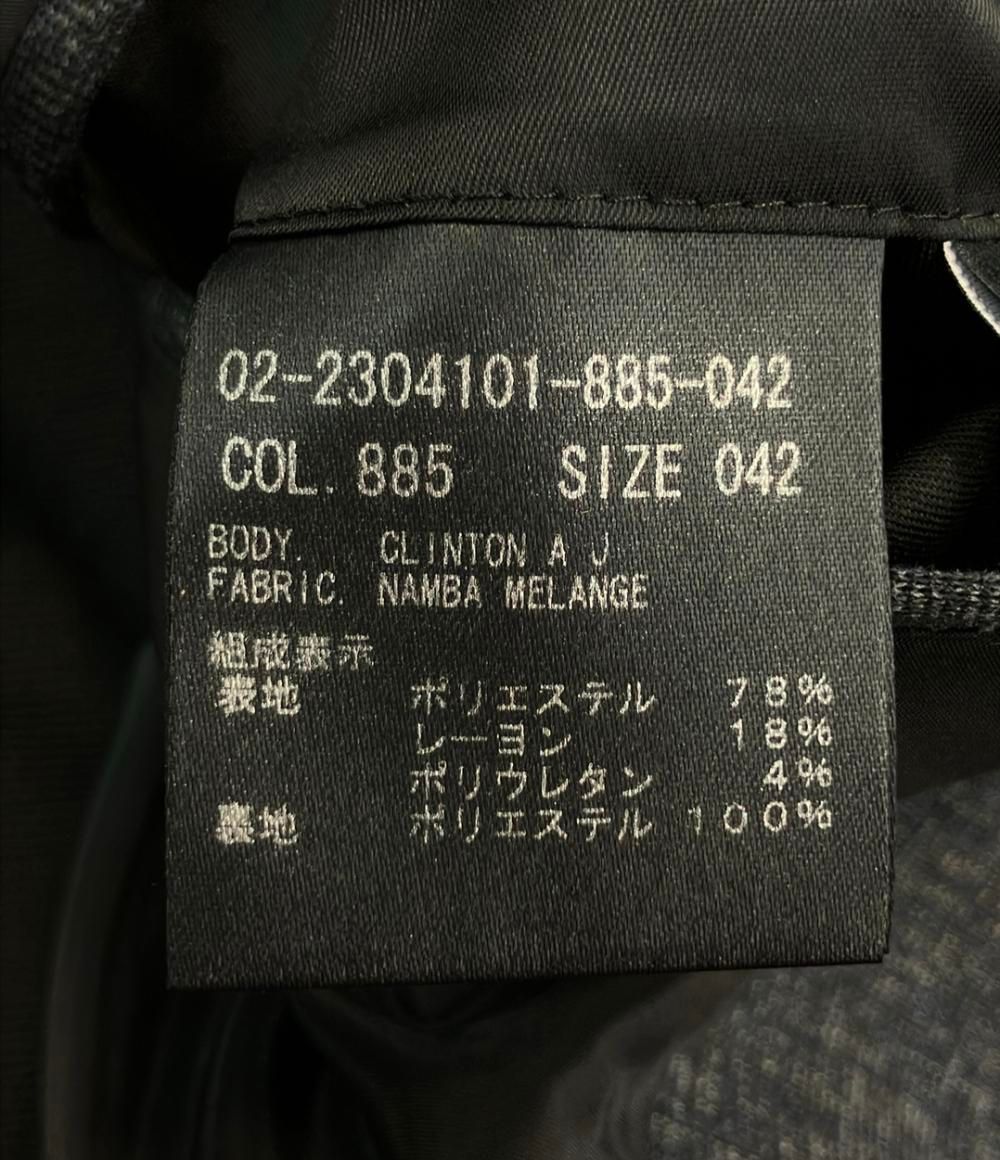 02-2304101-885-042
COL. 885 SIZE 042
BODY. CLINTON A J
FABRIC. NAMBA MELANGE
組成表示
表地 ポリエステル 78%
レーヨン 18%
ポリウレタン 4%
裏地 ポリエステル 100%